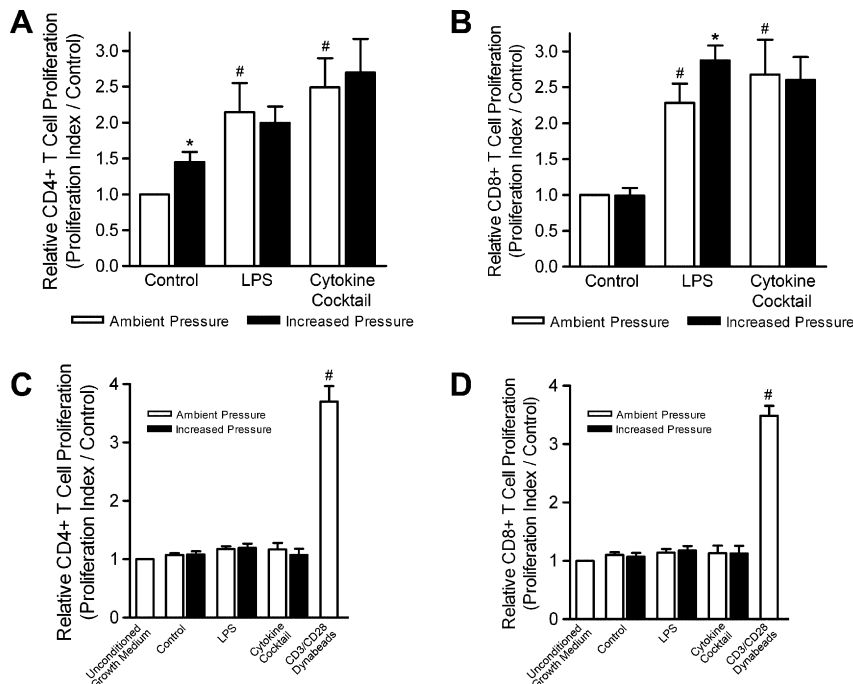 A
Relative CD4+ T Cell Proliferation
(Proliferation Index / Control)
3.0
2.5
2.0
1.5
1.0
0.5
0.0
*
#
#
Control
LPS
Cytokine
Cocktail
Ambient Pressure
Increased Pressure
B
Relative CD8+ T Cell Proliferation
(Proliferation Index / Control)
3.0
2.5
2.0
1.5
1.0
0.5
0.0
#
*
#
Control
LPS
Cytokine
Cocktail
Ambient Pressure
Increased Pressure
C
Relative CD4+ T Cell Proliferation
(Proliferation Index / Control)
4
3
2
1
0
Ambient Pressure
Increased Pressure
#
Unconditioned
Growth Medium
Control
LPS
Cytokine
Cocktail
CD3/CD28
Dynabeads
D
Relative CD8+ T Cell Proliferation
(Proliferation Index / Control)
4
3
2
1
0
Ambient Pressure
Increased Pressure
#
Unconditioned
Growth Medium
Control
LPS
Cytokine
Cocktail
CD3/CD28
Dynabeads